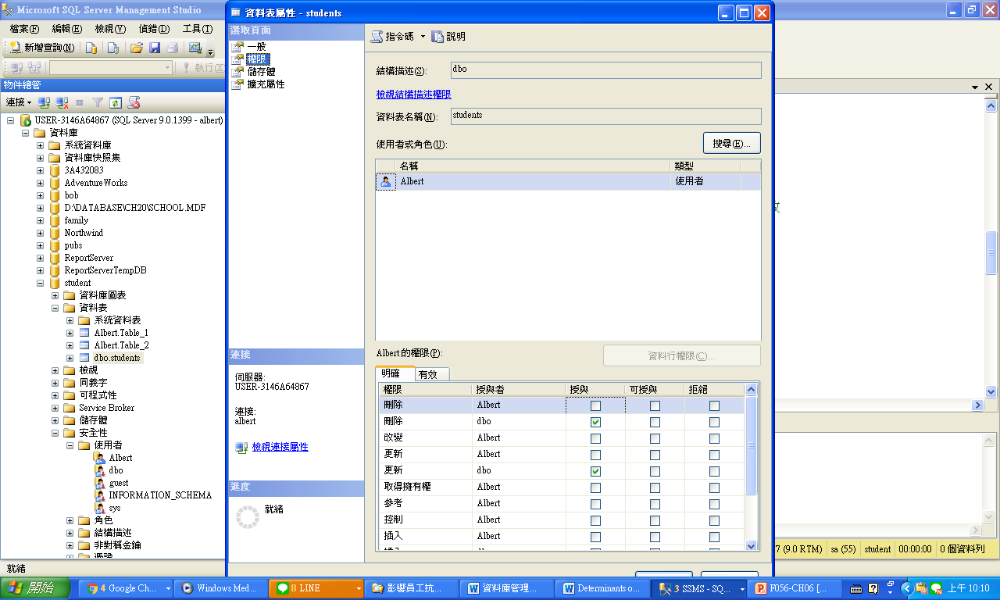 Microsoft SQL Server Management Studio
檔案(F) 編輯(E) 檢視(V) 偵錯(D) 工具(T)
新增查詢(N)
執行(X)
物件總管
連接
USER-3146A64867 (SQL Server 9.0.1399 - albert)
資料庫
系統資料庫
資料庫快照集
3A432083
AdventureWorks
bob
D:\DATABASE\CH20\SCHOOL.MDF
family
Northwind
pubs
ReportServer
ReportServerTempDB
student
資料庫圖表
資料表
系統資料表
Albert.Table_1
Albert.Table_2
dbo.students
檢視
同義字
可程式性
Service Broker
儲存體
安全性
使用者
Albert
dbo
guest
INFORMATION_SCHEMA
sys
角色
結構描述
非對稱金鑰
憑證
就緒
資料表屬性 - students
選取頁面
一般
權限
儲存體
擴充屬性
連接
伺服器:
USER-3146A64867
連接:
albert
檢視連接屬性
進度
就緒
指令碼 說明
結構描述(S): dbo
檢視結構描述權限
資料表名稱(N): students
使用者或角色(U): 搜尋(E)...
名稱 類型
Albert 使用者
Albert 的權限(P): 資料行權限(C)...
明確 有效
權限 授與者 授與 可授與 拒絕
刪除 Albert
刪除 dbo
改變 Albert
更新 Albert
更新 dbo
取得擁有權 Albert
參考 Albert
控制 Albert
插入 Albert
插入 dbo
7 (9.0 RTM) sa (55) student 00:00:00 0 個資料列
開始 4 Google Ch... Windows Med... 8 LINE 影響員工抗... 資料庫管理... Determinants o... 3 SSMS - SQ... F056-CH06 [... 上午 10:10